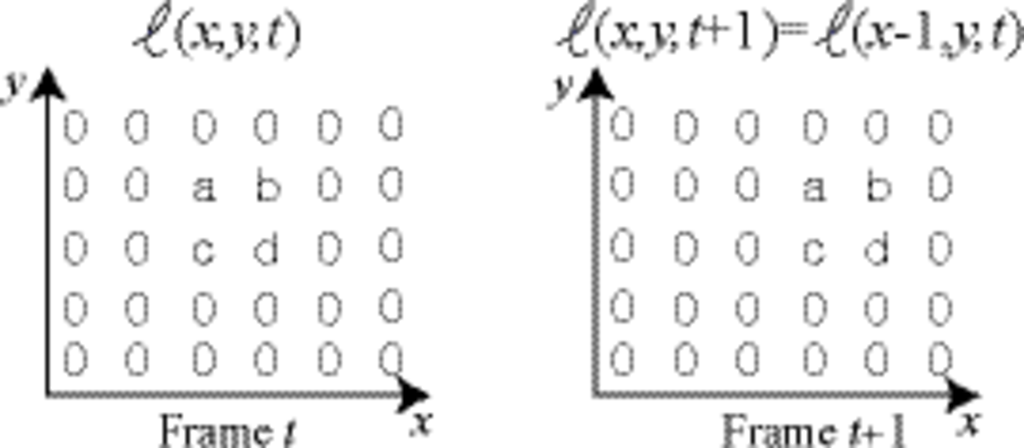 ℓ(x,y,t) ℓ(x,y,t+1)=ℓ(x-1,y,t)
y y
0 0 0 0 0 0 0 0 0 0 0 0
0 0 a b 0 0 0 0 0 a b 0
0 0 c d 0 0 0 0 0 c d 0
0 0 0 0 0 0 0 0 0 0 0 0
0 0 0 0 0 0 0 0 0 0 0 0
Frame t x Frame t+1 x